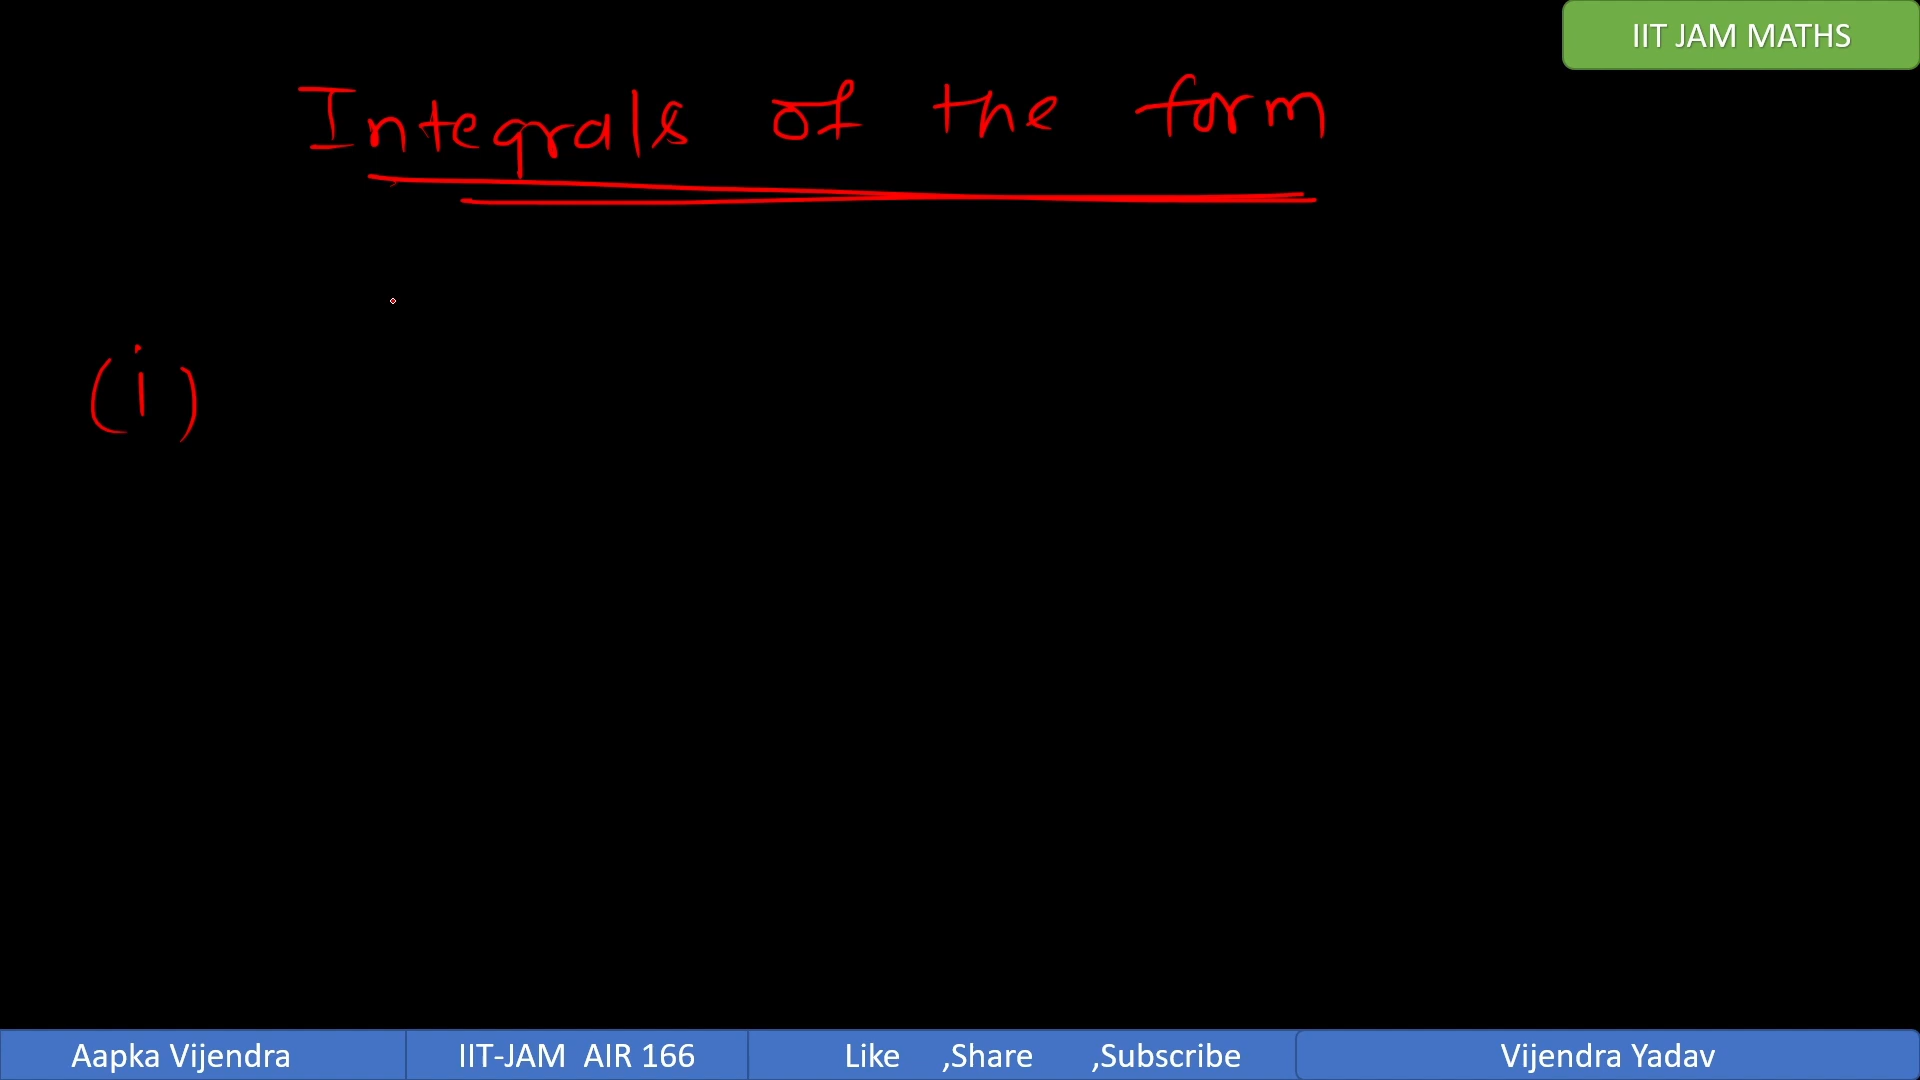 IIT JAM MATHS
Integrals of the form
(i)
Aapka Vijendra
IIT-JAM AIR 166
Like ,Share ,Subscribe
Vijendra Yadav